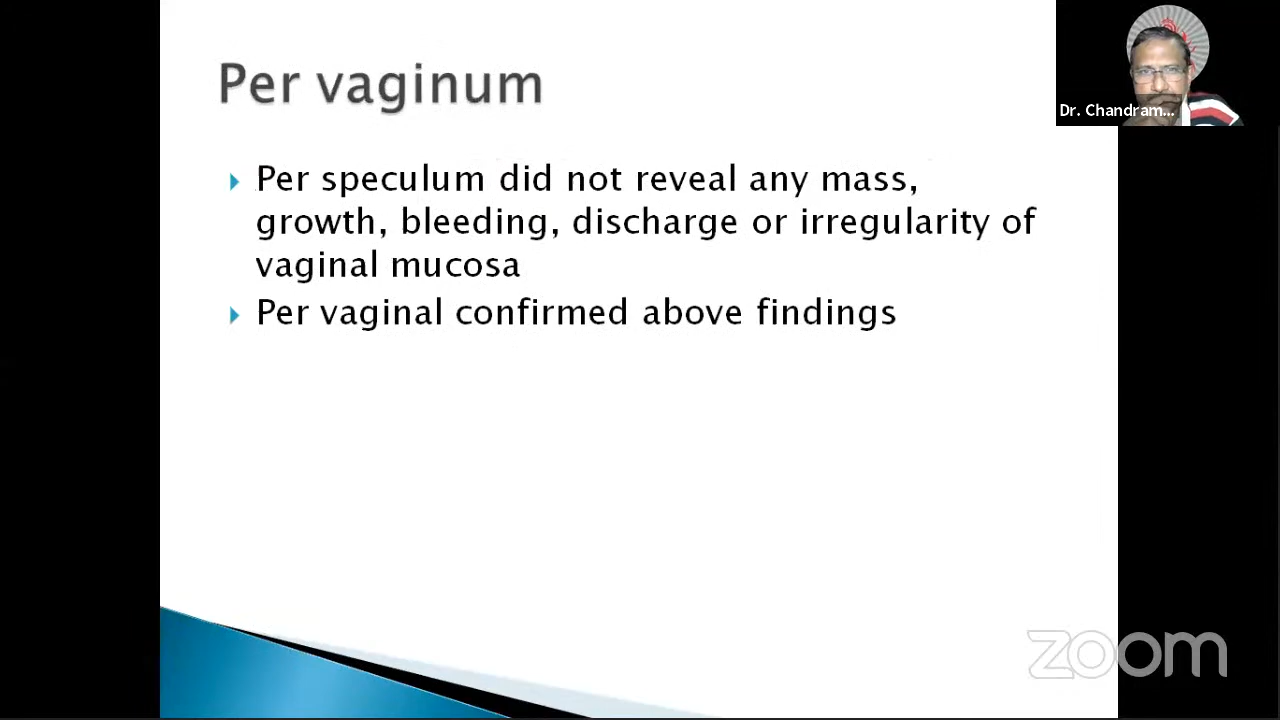 Per vaginum
Dr. Chandram...
Per speculum did not reveal any mass,
growth, bleeding, discharge or irregularity of
vaginal mucosa
Per vaginal confirmed above findings
zoom